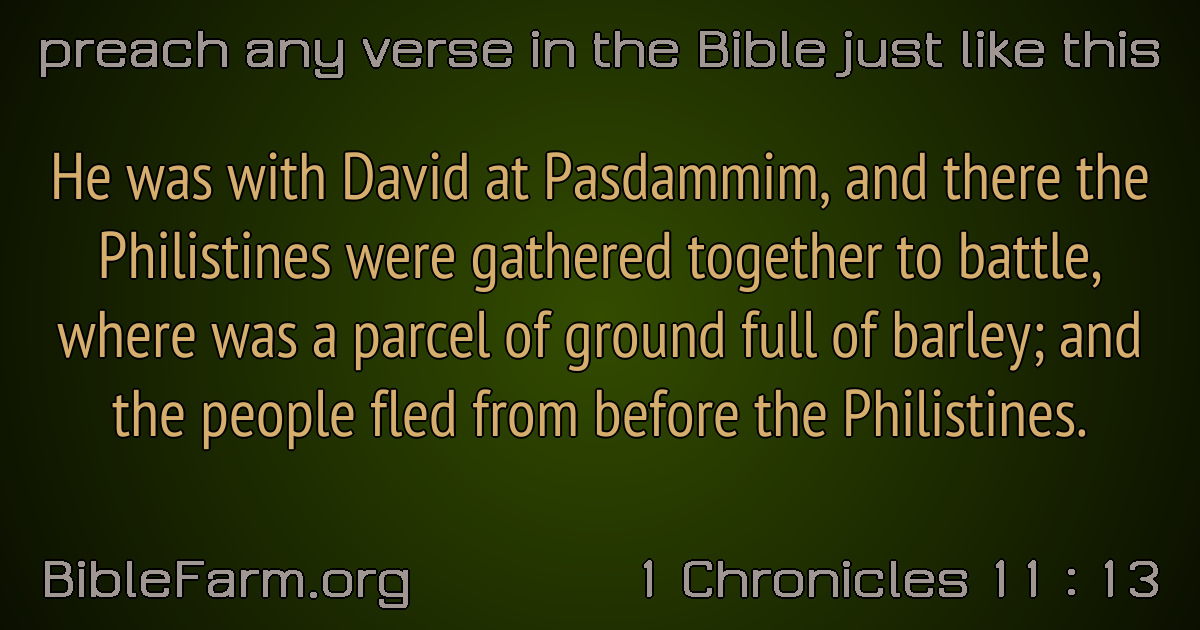 preach any verse in the Bible just like this
He was with David at Pasdammim, and there the
Philistines were gathered together to battle,
where was a parcel of ground full of barley; and
the people fled from before the Philistines.
BibleFarm.org
1 Chronicles 11 : 13